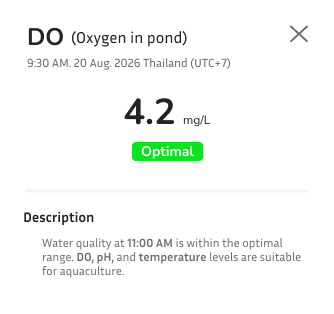 DO (Oxygen in pond)
9:30 AM. 20 Aug. 2026 Thailand (UTC+7)
4.2 mg/L
Optimal
Description
Water quality at 11:00 AM is within the optimal
range. DO, pH, and temperature levels are suitable
for aquaculture.